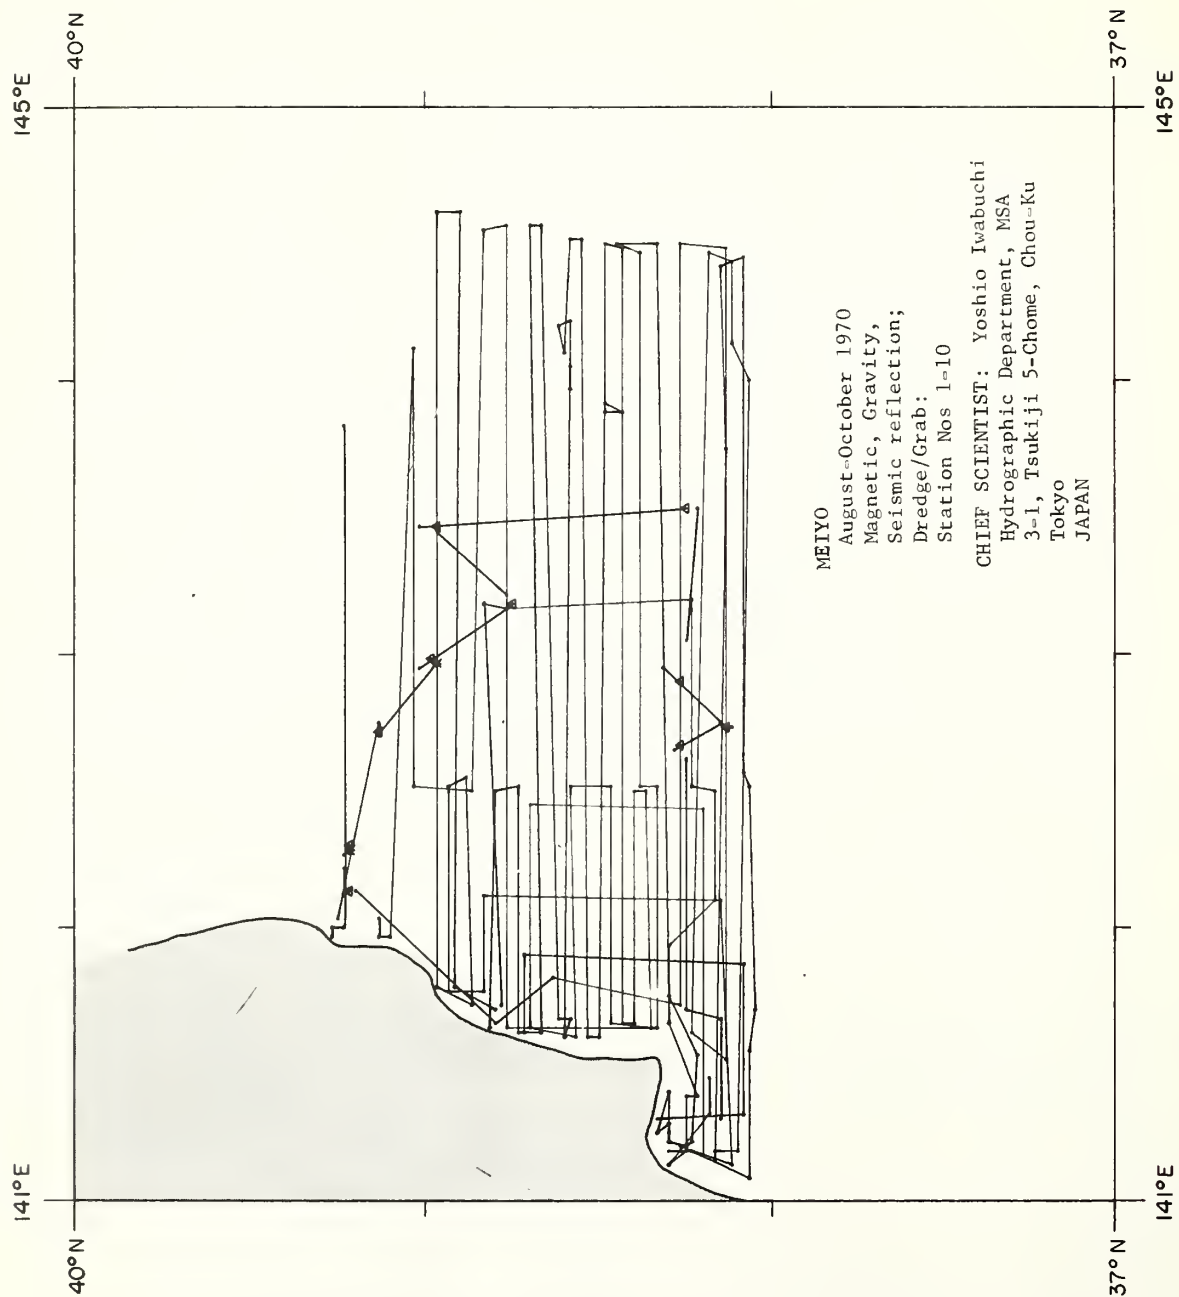 145°E
40°N
37°N
145°E
MEIYO
August-October 1970
Magnetic, Gravity,
Seismic reflection;
Dredge/Grab:
Station Nos 1-10
CHIEF SCIENTIST: Yoshio Iwabuchi
Hydrographic Department, MSA
3-1, Tsukiji 5-Chome, Chou-Ku
Tokyo
JAPAN
141°E
40°N
37°N
141°E